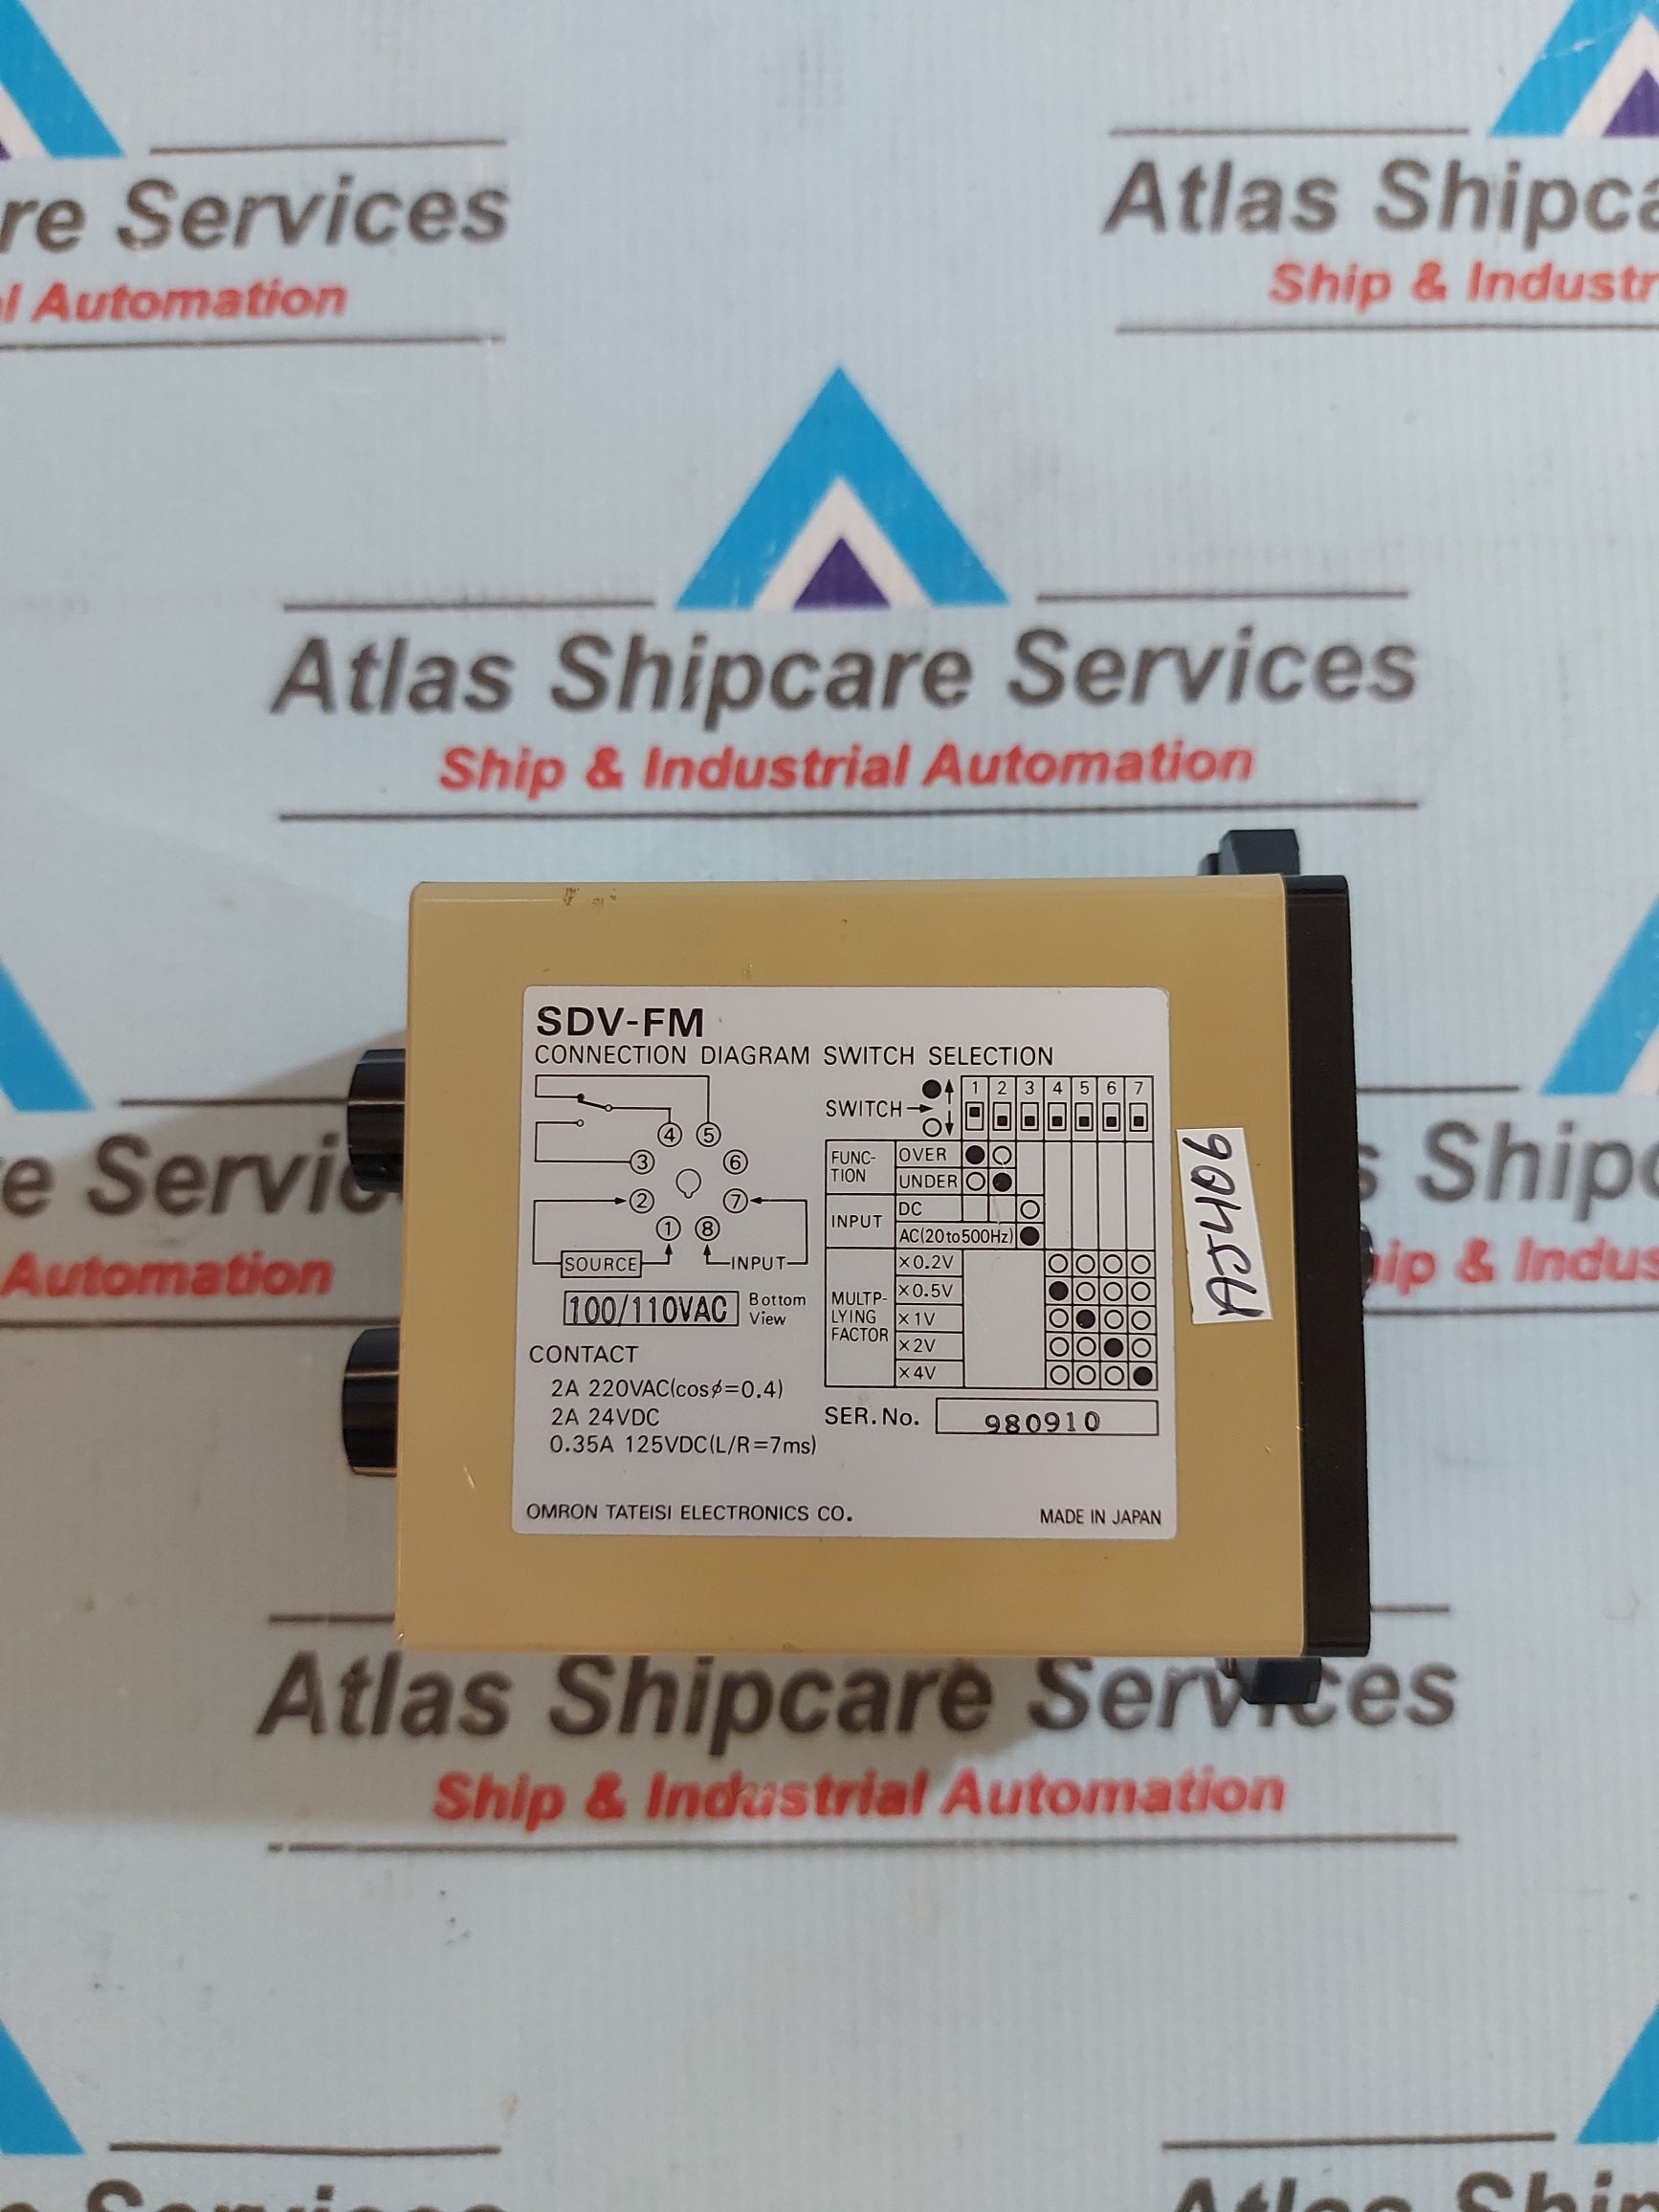 re Services
l Automation
Atlas Shipca
Ship & Industr
Atlas Shipcare Services
Ship & Industrial Automation
e Servic
Automation
s Shipc
ip & Indus
SDV-FM
CONNECTION DIAGRAM SWITCH SELECTION
④ ⑤
③ ⑥
② ⑦
① ⑧
SOURCE INPUT
100/110VAC Bottom
View
CONTACT
2A 220VAC(cosφ=0.4)
2A 24VDC
0.35A 125VDC(L/R=7ms)
1 2 3 4 5 6 7
SWITCH
FUNC-
TION
OVER
UNDER
INPUT
DC
AC(20to500Hz)
MULTP-
LYING
FACTOR
×0.2V
×0.5V
×1V
×2V
×4V
SER.No. 980910
OMRON TATEISI ELECTRONICS CO. MADE IN JAPAN
AJ5406
Atlas Shipcare Services
Ship & Industrial Automation